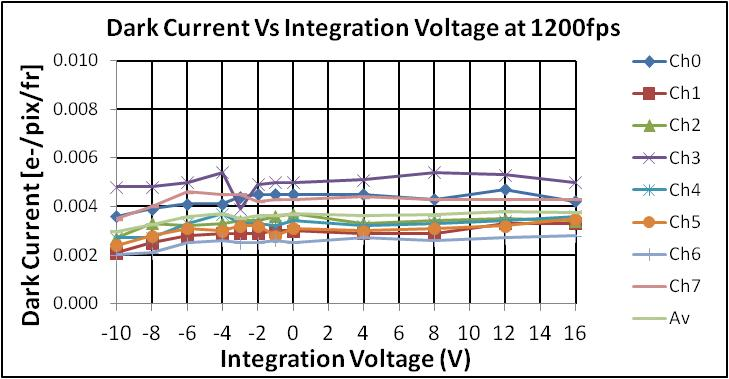 Dark Current Vs Integration Voltage at 1200fps
Dark Current [e-/pix/fr]
0.010
0.008
0.006
0.004
0.002
0.000
-10 -8 -6 -4 -2 0 2 4 6 8 10 12 14 16
Integration Voltage (V)
Ch0
Ch1
Ch2
Ch3
Ch4
Ch5
Ch6
Ch7
Av